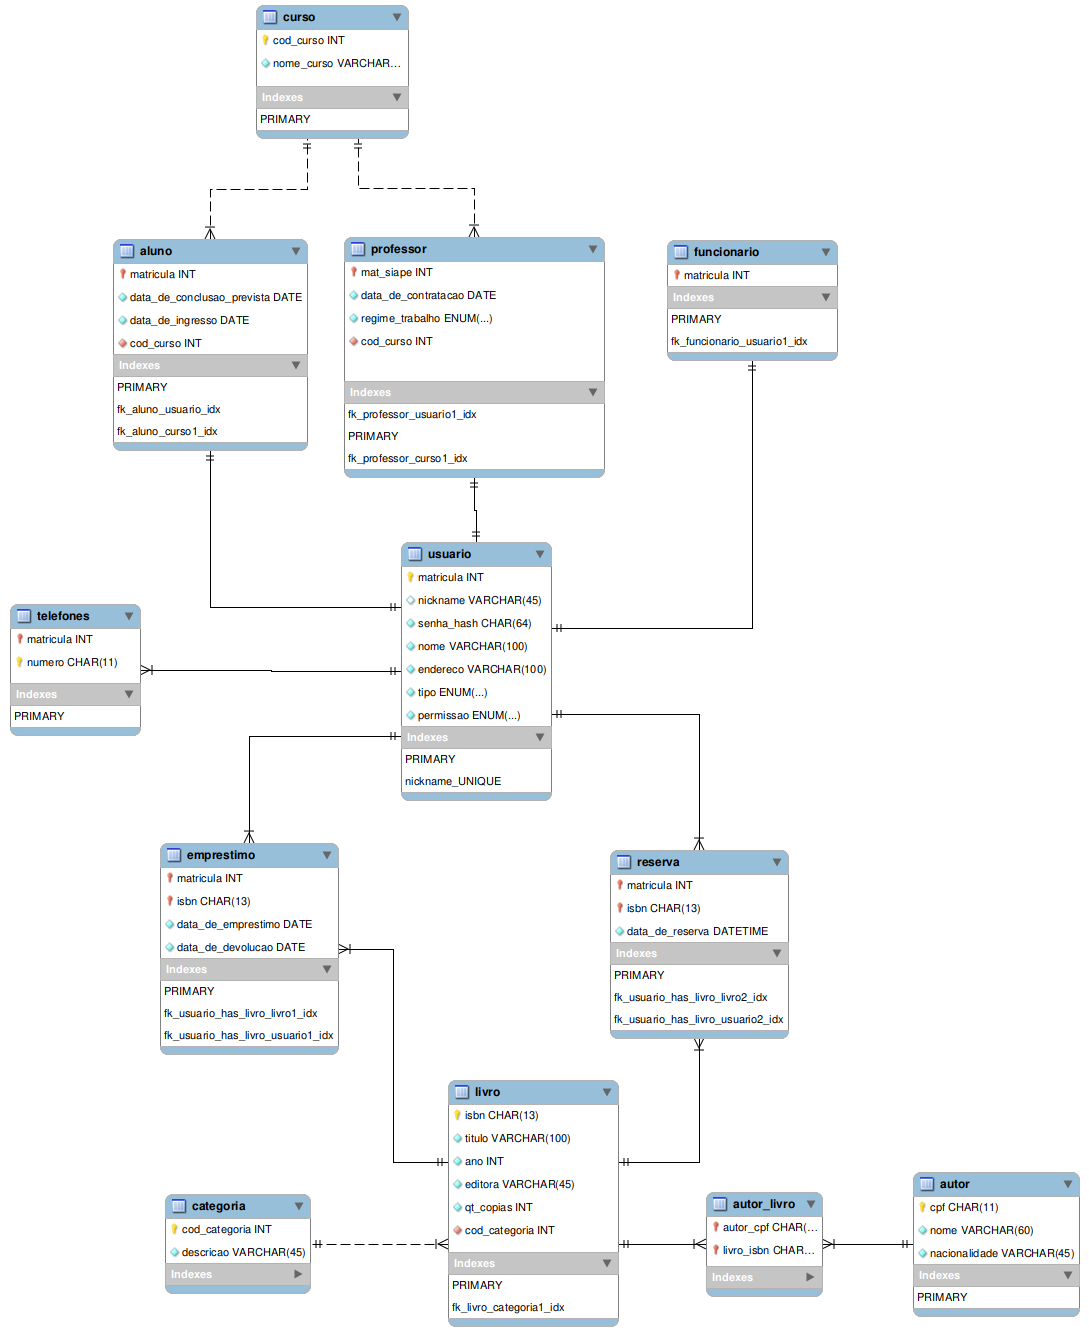 curso
cod_curso INT
nome_curso VARCHAR...
Indexes
PRIMARY
aluno
matricula INT
data_de_conclusao_prevista DATE
data_de_ingresso DATE
cod_curso INT
Indexes
PRIMARY
fk_aluno_usuario_idx
fk_aluno_curso1_idx
professor
mat_siape INT
data_de_contratacao DATE
regime_trabalho ENUM(...)
cod_curso INT
Indexes
fk_professor_usuario1_idx
PRIMARY
fk_professor_curso1_idx
funcionario
matricula INT
Indexes
PRIMARY
fk_funcionario_usuario1_idx
usuario
matricula INT
nickname VARCHAR(45)
senha_hash CHAR(64)
nome VARCHAR(100)
endereco VARCHAR(100)
tipo ENUM(...)
permissao ENUM(...)
Indexes
PRIMARY
nickname_UNIQUE
telefones
matricula INT
numero CHAR(11)
Indexes
PRIMARY
emprestimo
matricula INT
isbn CHAR(13)
data_de_emprestimo DATE
data_de_devolucao DATE
Indexes
PRIMARY
fk_usuario_has_livro_livro1_idx
fk_usuario_has_livro_usuario1_idx
reserva
matricula INT
isbn CHAR(13)
data_de_reserva DATETIME
Indexes
PRIMARY
fk_usuario_has_livro_livro2_idx
fk_usuario_has_livro_usuario2_idx
livro
isbn CHAR(13)
titulo VARCHAR(100)
ano INT
editora VARCHAR(45)
qt_copias INT
cod_categoria INT
Indexes
PRIMARY
fk_livro_categoria1_idx
categoria
cod_categoria INT
descricao VARCHAR(45)
Indexes
autor_livro
autor_cpf CHAR(...
livro_isbn CHAR...
Indexes
autor
cpf CHAR(11)
nome VARCHAR(60)
nacionalidade VARCHAR(45)
Indexes
PRIMARY